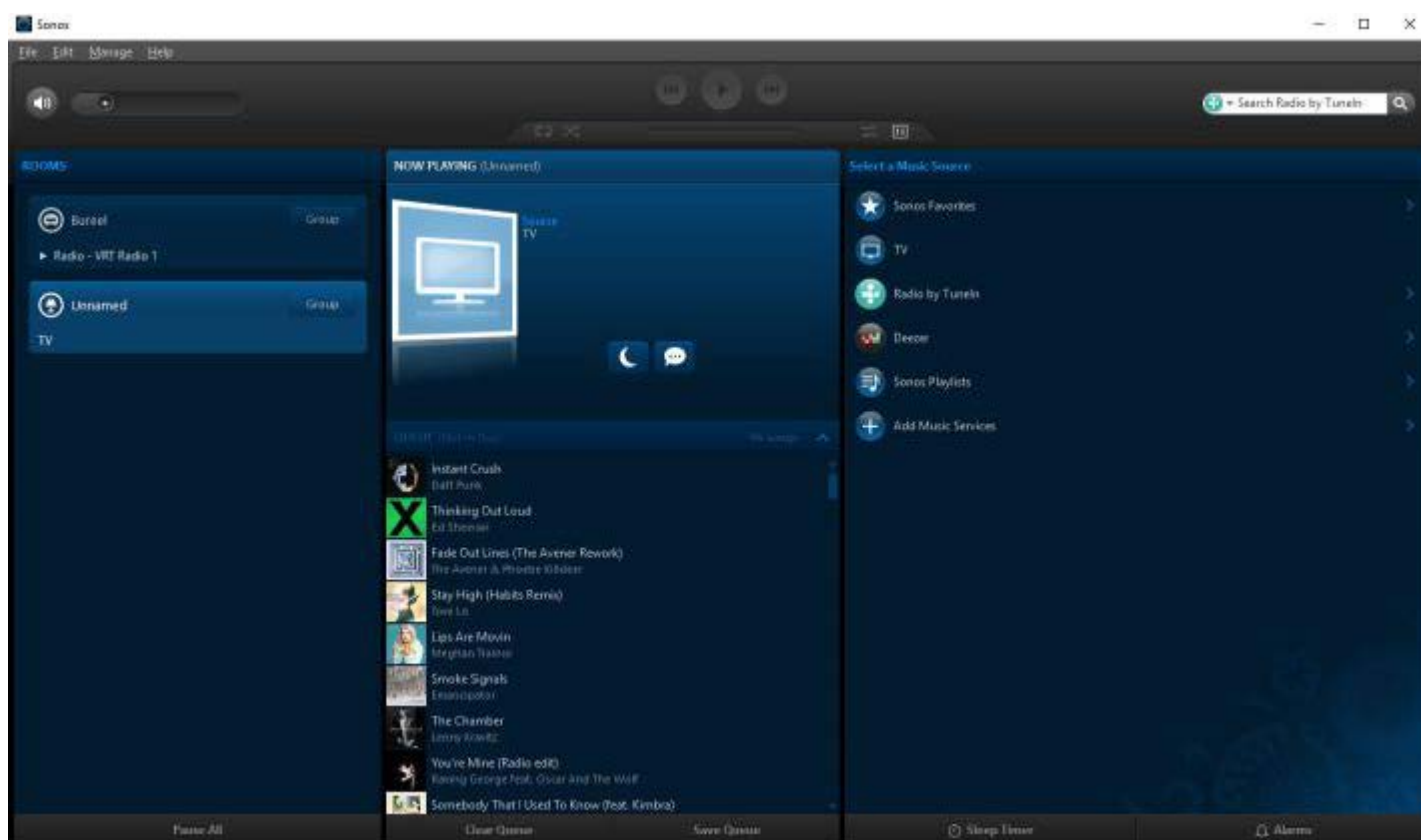 Sonos
File Edit Manage Help
Search Radio by TuneIn
ROOMS
Bureel Group
Radio - VRT Radio 1
Unnamed Group
TV
NOW PLAYING (Unnamed)
Source
TV
Instant Crush
Daft Punk
Thinking Out Loud
Ed Sheeran
Fade Out Lines (The Avener Rework)
The Avener & Phoebe Killdeer
Stay High (Habits Remix)
Tove Lo
Lips Are Movin
Meghan Trainor
Smoke Signals
Emancipator
The Chamber
Lenny Kravitz
You're Mine (Radio edit)
George feat. Oscar And The Wolf
Somebody That I Used To Know (feat. Kimbra)
Select a Music Source
Sonos Favorites
TV
Radio by TuneIn
Deezer
Sonos Playlists
Add Music Services
Pause All
Clear Queue
Save Queue
Sleep Timer
Alarms